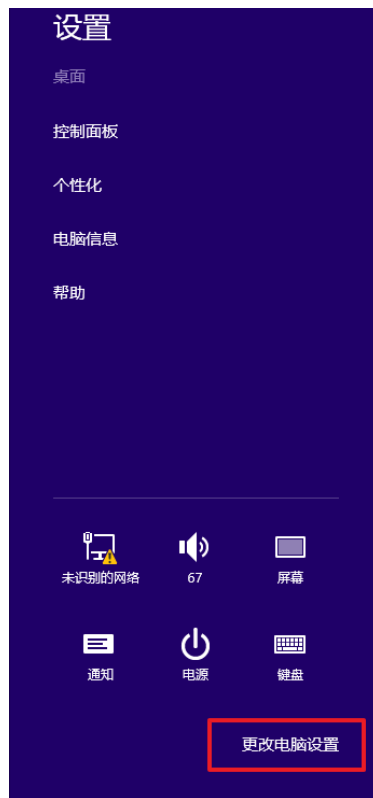 设置
桌面
控制面板
个性化
电脑信息
帮助
未识别的网络
67
屏幕
通知
电源
键盘
更改电脑设置